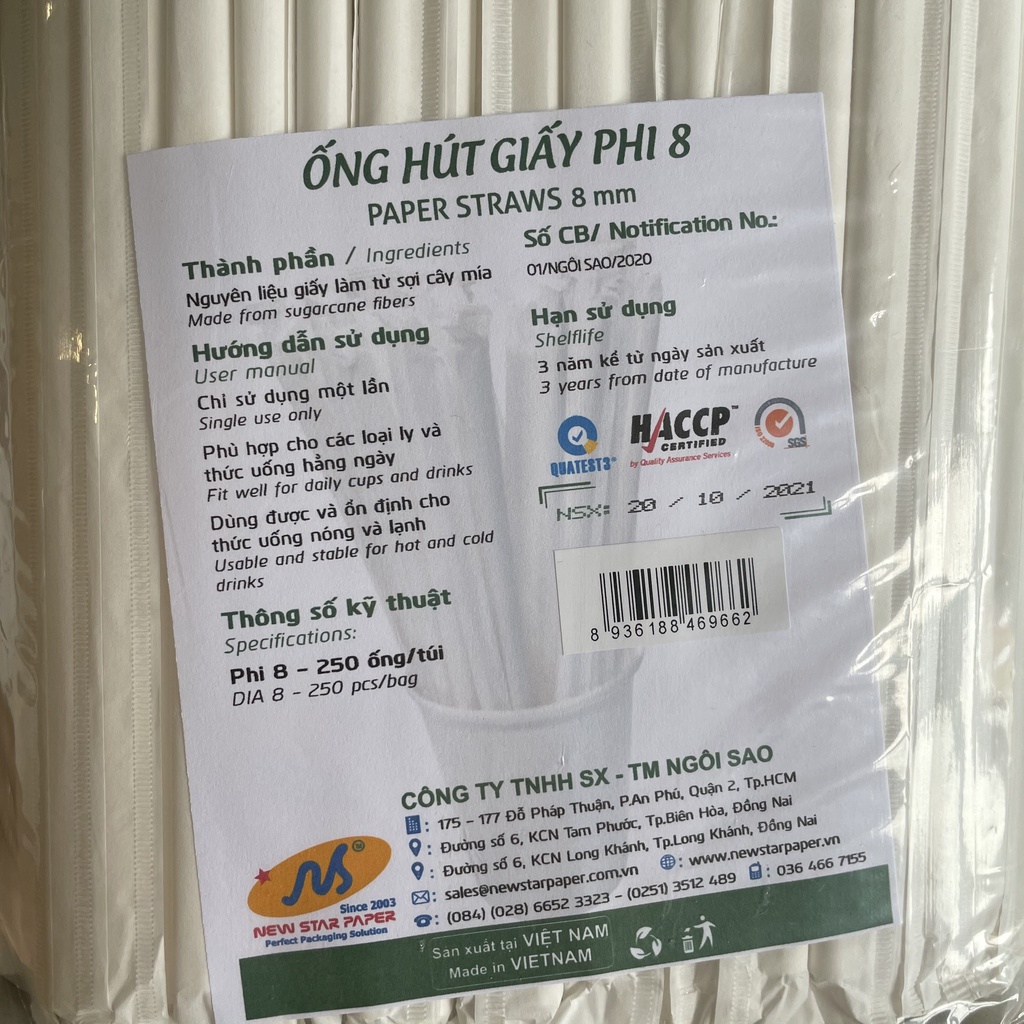 ỐNG HÚT GIẤY PHI 8
PAPER STRAWS 8 mm
Thành phần / Ingredients
Nguyên liệu giấy làm từ sợi cây mía
Made from sugarcane fibers
Hướng dẫn sử dụng
User manual
Chỉ sử dụng một lần
Single use only
Phù hợp cho các loại ly và
thức uống hằng ngày
Fit well for daily cups and drinks
Dùng được và ổn định cho
thức uống nóng và lạnh
Usable and stable for hot and cold
drinks
Thông số kỹ thuật
Specifications:
Phi 8 – 250 ống/túi
DIA 8 - 250 pcs/bag
Số CB/ Notification No.:
01/NGÔI SAO/2020
Hạn sử dụng
Shelflife
3 năm kể từ ngày sản xuất
3 years from date of manufacture
QUATEST3
HACCP™
CERTIFIED
by Quality Assurance Services
ISO 22000
SGS
NSX: 20 / 10 / 2021
8 936188 469662
CÔNG TY TNHH SX - TM NGÔI SAO
: 175 – 177 Đỗ Pháp Thuận, P.An Phú, Quận 2, Tp.HCM
: Đường số 6, KCN Tam Phước, Tp.Biên Hòa, Đồng Nai
: Đường số 6, KCN Long Khánh, Tp.Long Khánh, Đồng Nai
: sales@newstarpaper.com.vn : www.newstarpaper.vn
: (084) (028) 6652 3323 – (0251) 3512 489 : 036 466 7155
NS
Since 2003
NEW STAR PAPER
Perfect Packaging Solution
Sản xuất tại VIỆT NAM
Made in VIETNAM